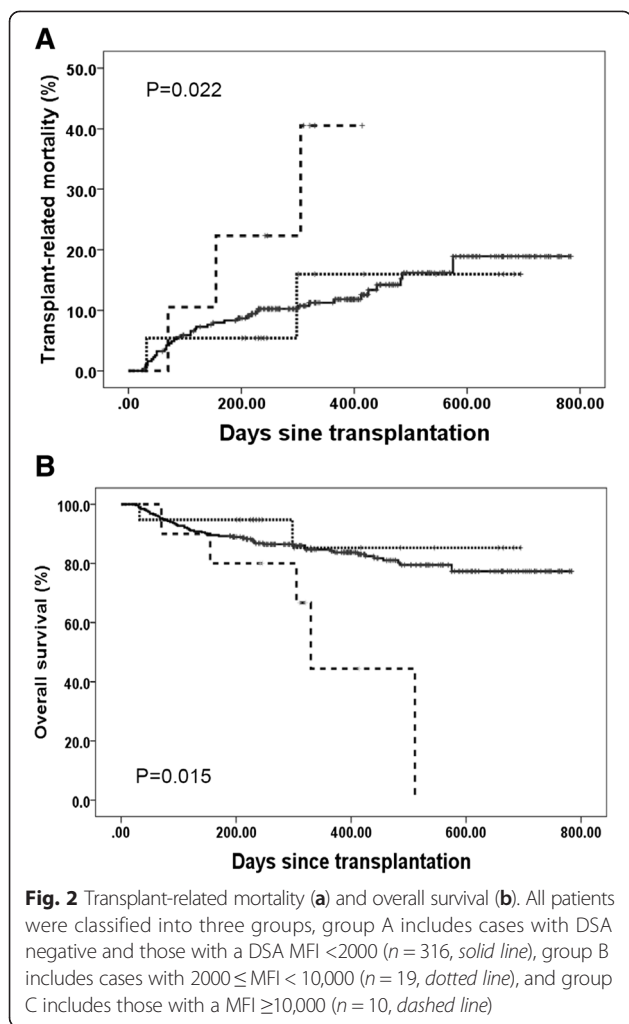 A
Transplant-related mortality (%)
50.0
40.0
30.0
20.0
10.0
0.0
P=0.022
.00 200.00 400.00 600.00 800.00
Days sine transplantation
B
Overall survival (%)
100.0
80.0
60.0
40.0
20.0
0.0
P=0.015
.00 200.00 400.00 600.00 800.00
Days since transplantation
Fig. 2 Transplant-related mortality (a) and overall survival (b). All patients
were classified into three groups, group A includes cases with DSA
negative and those with a DSA MFI <2000 (n = 316, solid line), group B
includes cases with 2000 ≤ MFI < 10,000 (n = 19, dotted line), and group
C includes those with a MFI ≥10,000 (n = 10, dashed line)